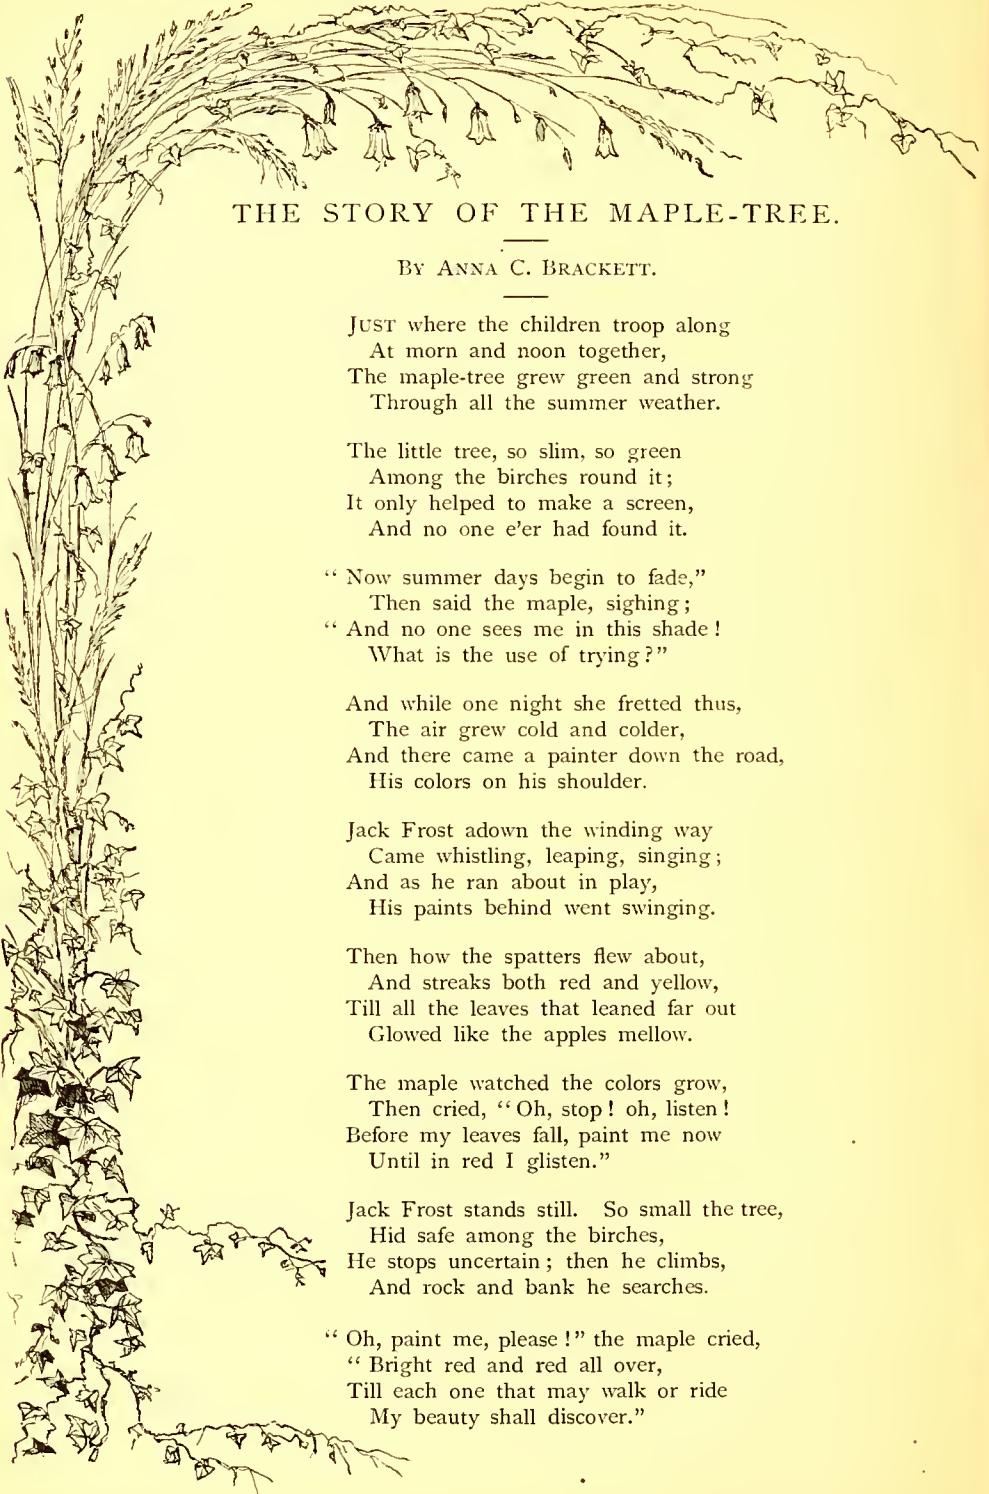 THE STORY OF THE MAPLE-TREE.
BY ANNA C. BRACKETT.
JUST where the children troop along
At morn and noon together,
The maple-tree grew green and strong
Through all the summer weather.
The little tree, so slim, so green
Among the birches round it;
It only helped to make a screen,
And no one e'er had found it.
"Now summer days begin to fade,"
Then said the maple, sighing;
"And no one sees me in this shade!
What is the use of trying?"
And while one night she fretted thus,
The air grew cold and colder,
And there came a painter down the road,
His colors on his shoulder.
Jack Frost adown the winding way
Came whistling, leaping, singing;
And as he ran about in play,
His paints behind went swinging.
Then how the spatters flew about,
And streaks both red and yellow,
Till all the leaves that leaned far out
Glowed like the apples mellow.
The maple watched the colors grow,
Then cried, "Oh, stop! oh, listen!
Before my leaves fall, paint me now
Until in red I glisten."
Jack Frost stands still. So small the tree,
Hid safe among the birches,
He stops uncertain; then he climbs,
And rock and bank he searches.
"Oh, paint me, please!" the maple cried,
"Bright red and red all over,
Till each one that may walk or ride
My beauty shall discover."